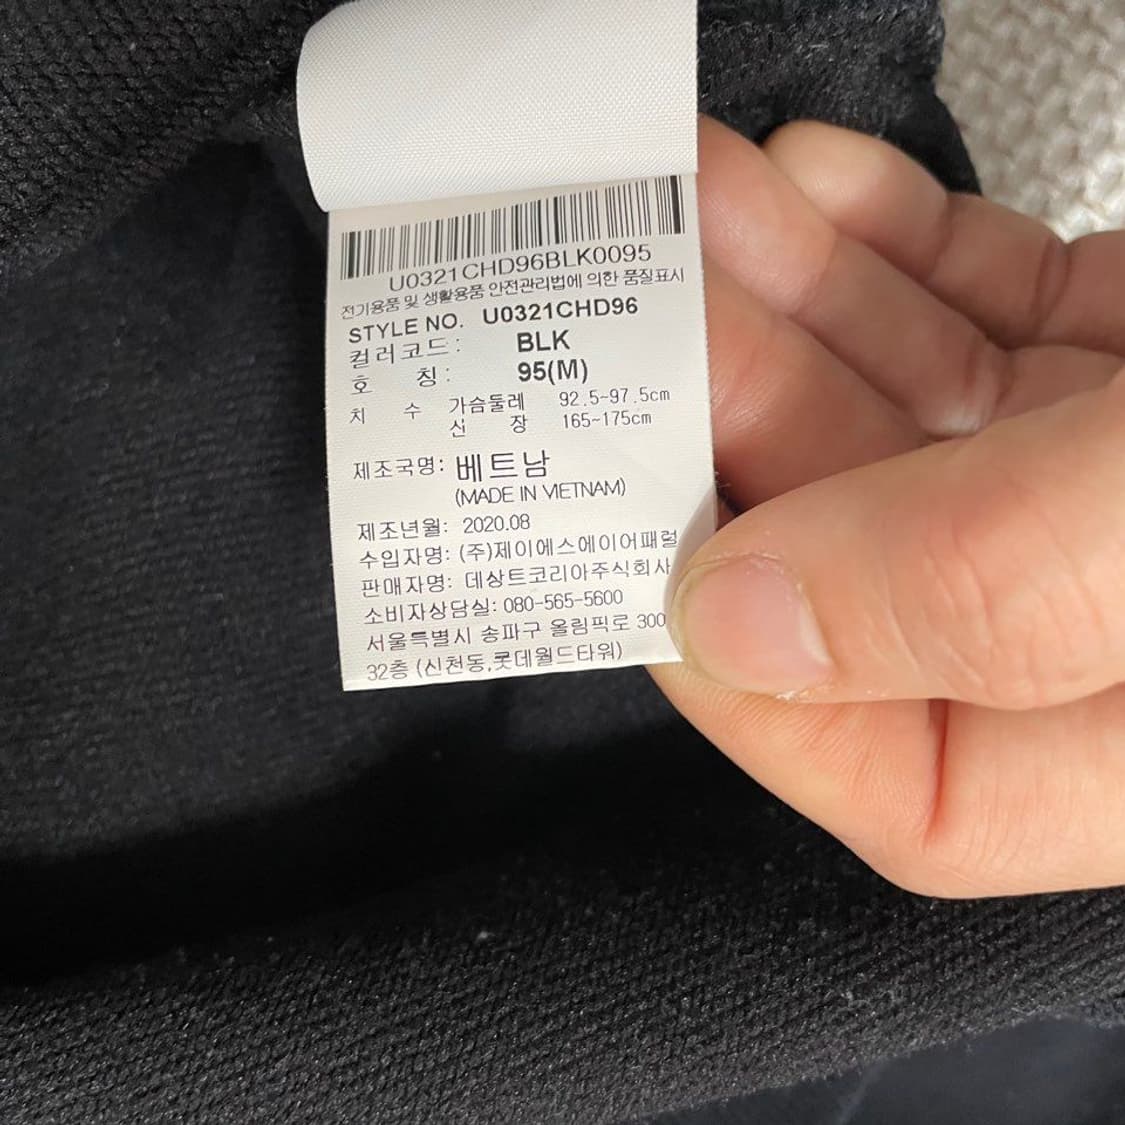 U0321CHD96BLK0095
전기용품 및 생활용품 안전관리법에 의한 품질표시
STYLE NO. U0321CHD96
컬러코드: BLK
호 칭: 95(M)
치 수 가슴둘레 92.5~97.5cm
신 장 165~175cm
제조국명: 베트남
(MADE IN VIETNAM)
제조년월: 2020.08
수입자명: (주)제이에스에이어패럴
판매자명: 데상트코리아주식회사
소비자상담실: 080-565-5600
서울특별시 송파구 올림픽로 300
32층 (신천동,롯데월드타워)